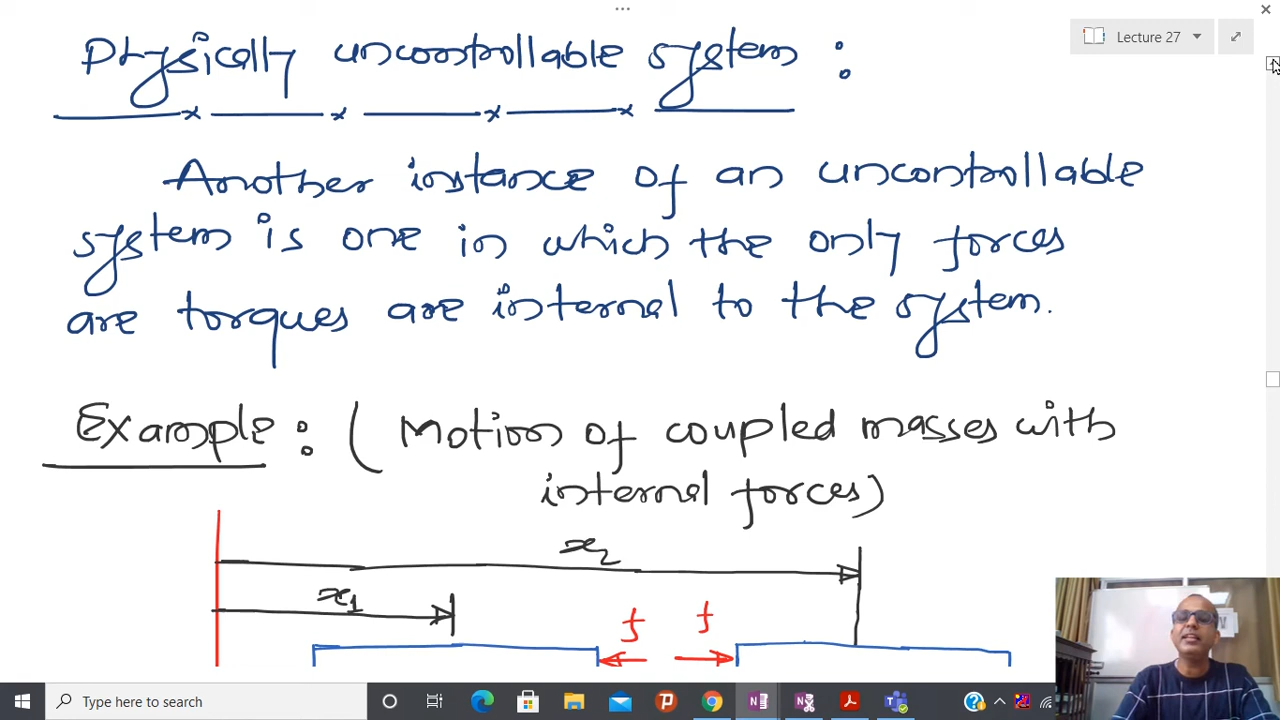 Lecture 27
Physically uncontrollable system :
Another instance of an uncontrollable
system is one in which the only forces
are torques are internal to the system.
Example : ( Motion of coupled masses with
internal forces)
x2
x1
f f
Type here to search